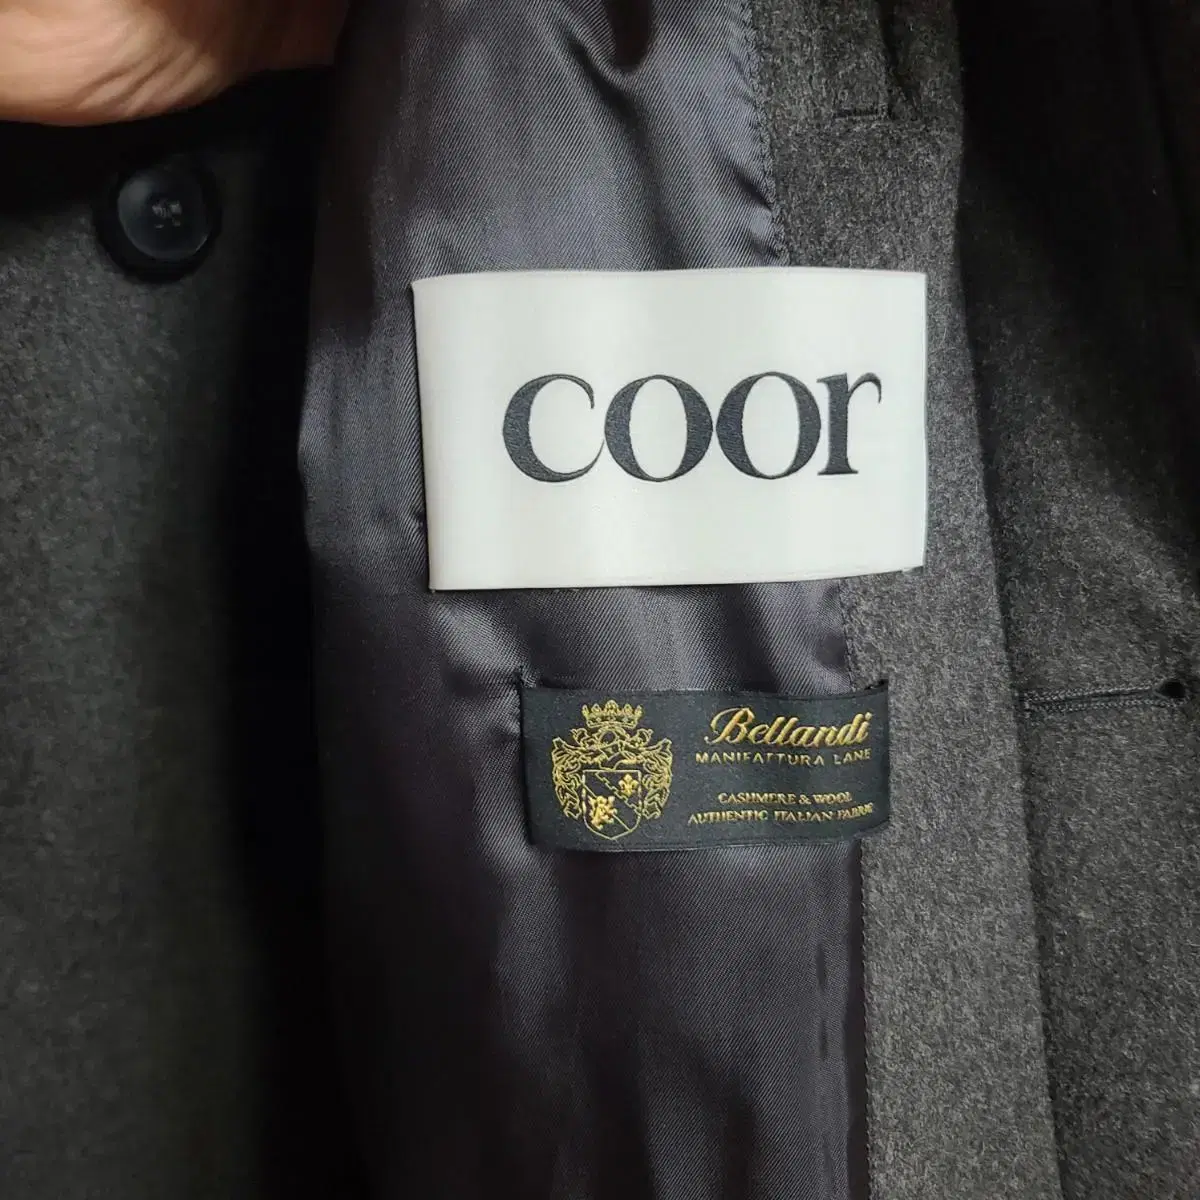 coor
Bellandi
MANIFATTURA LANE
CASHMERE & WOOL
AUTHENTIC ITALIAN FABRIC